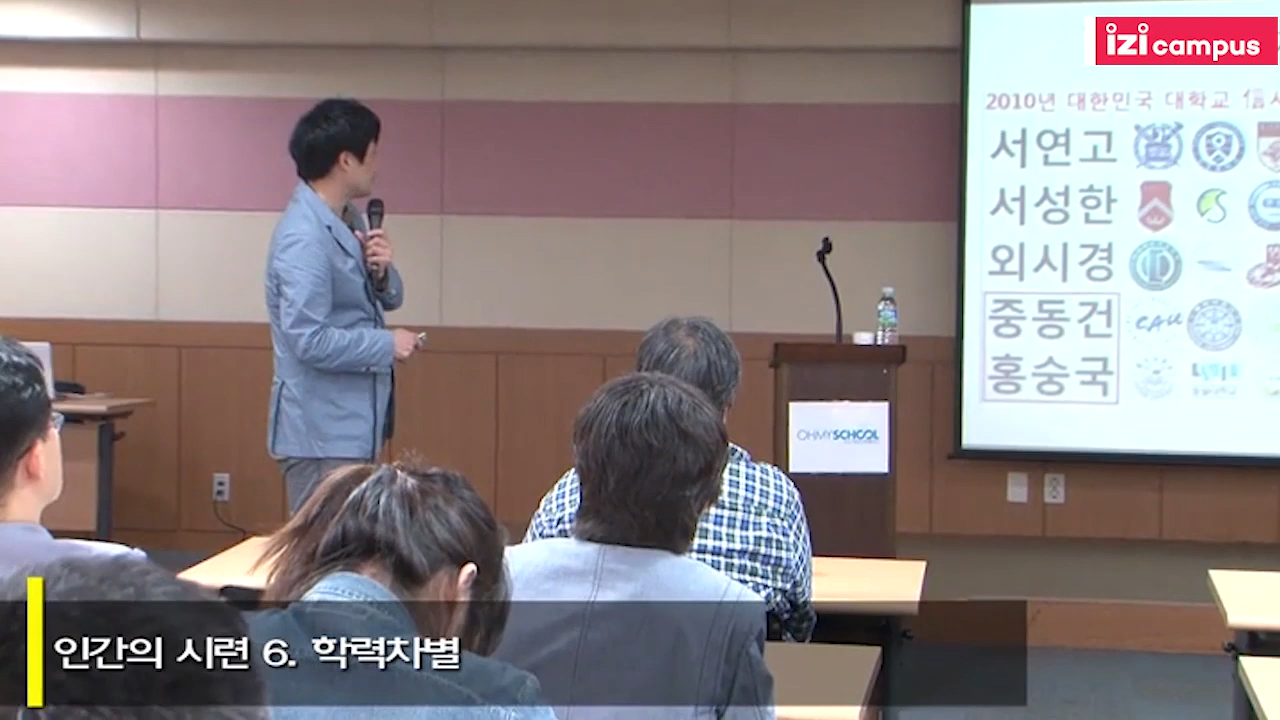 izi campus
2010년 대한민국 대학교 信
서연고
서성한
외시경
중동건
CAU
홍숭국
OHMYSCHOOL
인간의 시련 6. 학력차별